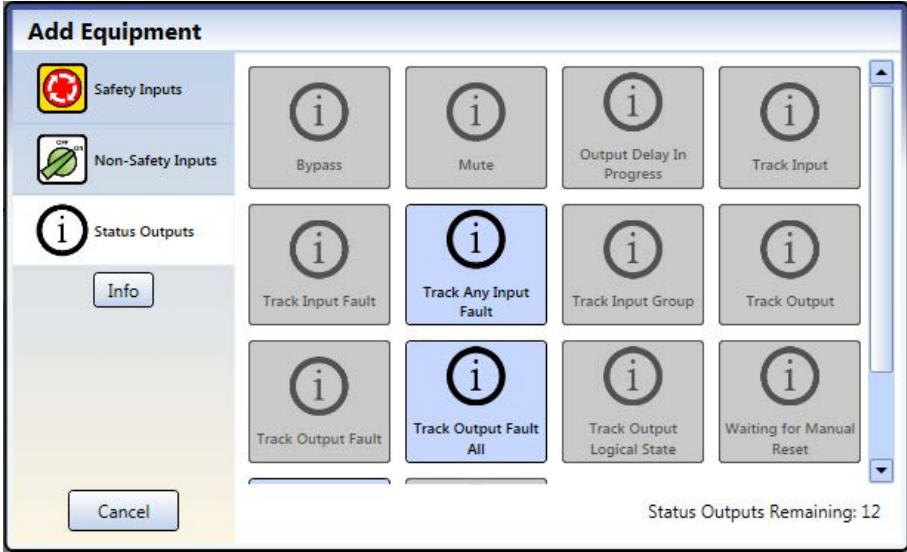 Add Equipment
Safety Inputs
OFF
ON
Non-Safety Inputs
i
Status Outputs
Info
Cancel
i
Bypass
i
Mute
i
Output Delay In
Progress
i
Track Input
i
Track Input Fault
i
Track Any Input
Fault
i
Track Input Group
i
Track Output
i
Track Output Fault
i
Track Output Fault
All
i
Track Output
Logical State
i
Waiting for Manual
Reset
Status Outputs Remaining: 12